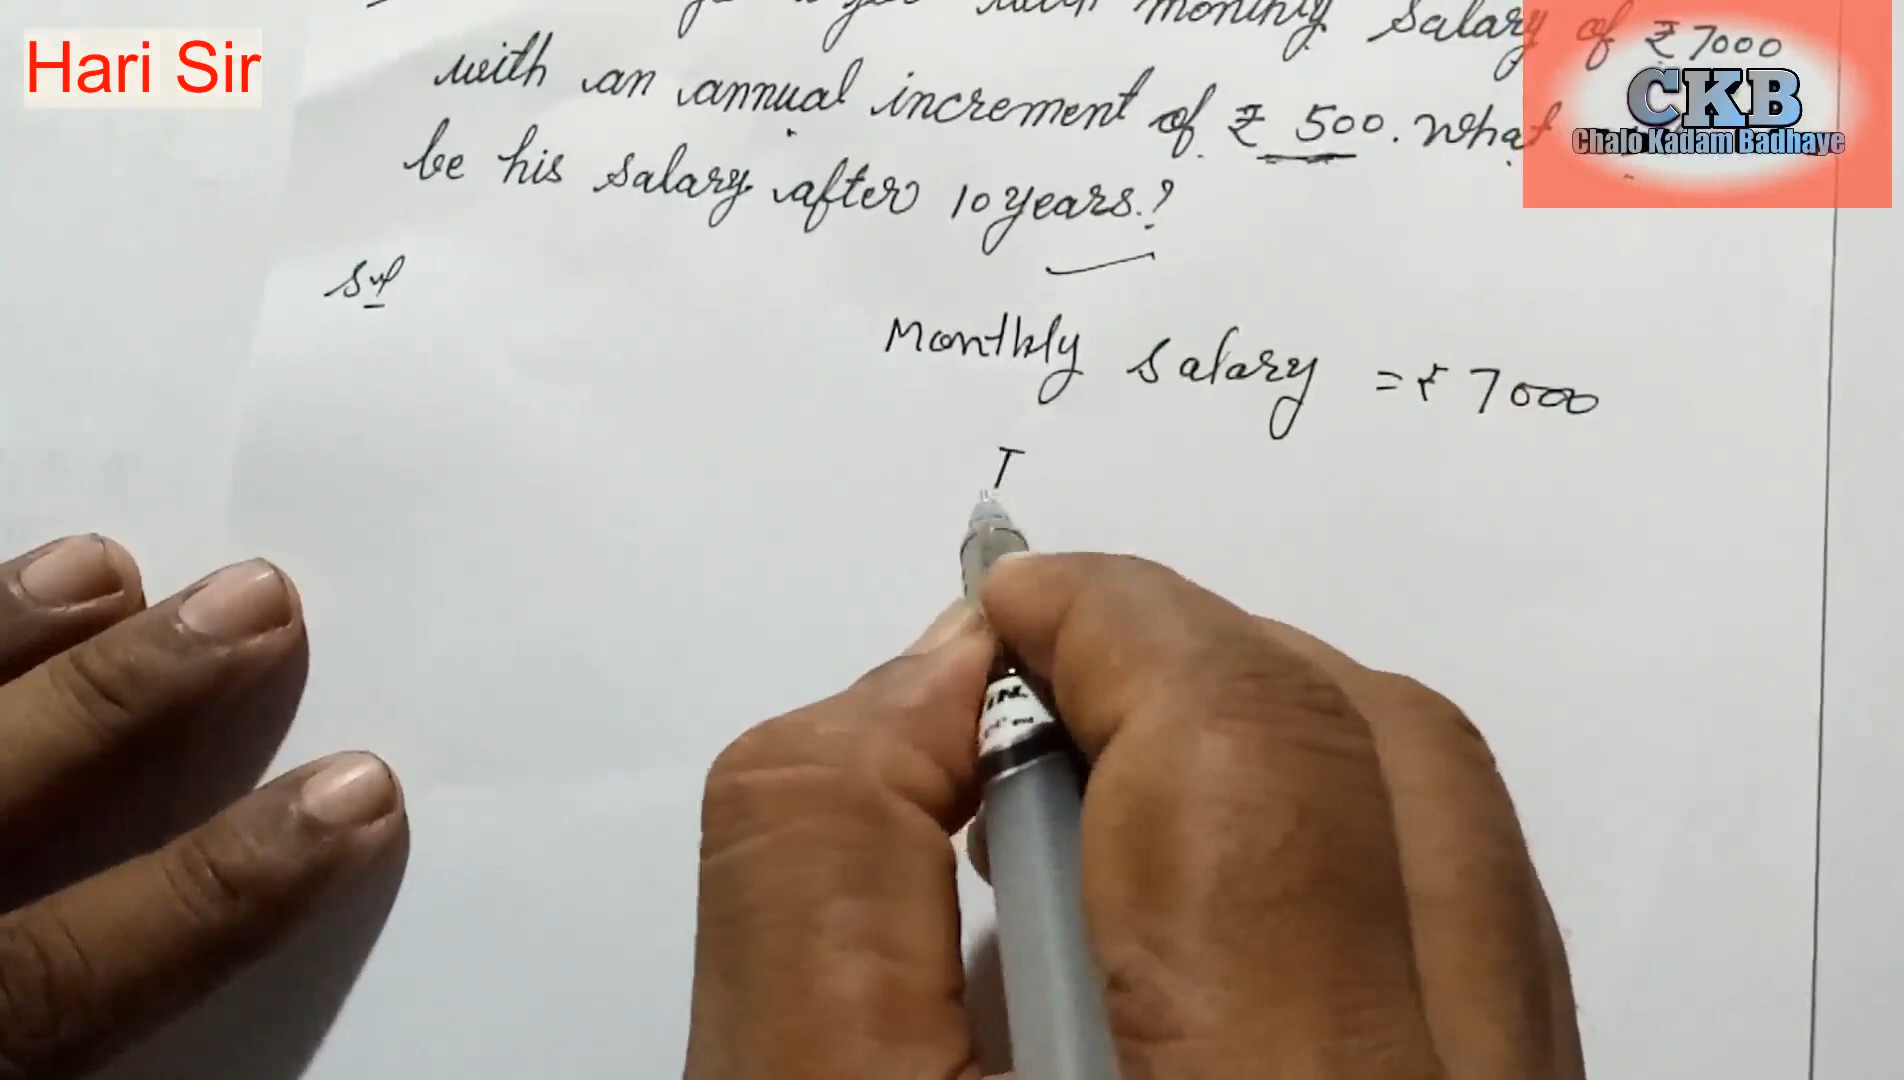 Hari Sir
monthly salary of ₹ 7000
with an annual increment of ₹ 500. What
be his salary after 10 years.?
CKB
Chalo Kadam Badhaye
Sol
Monthly salary = ₹ 7000
I